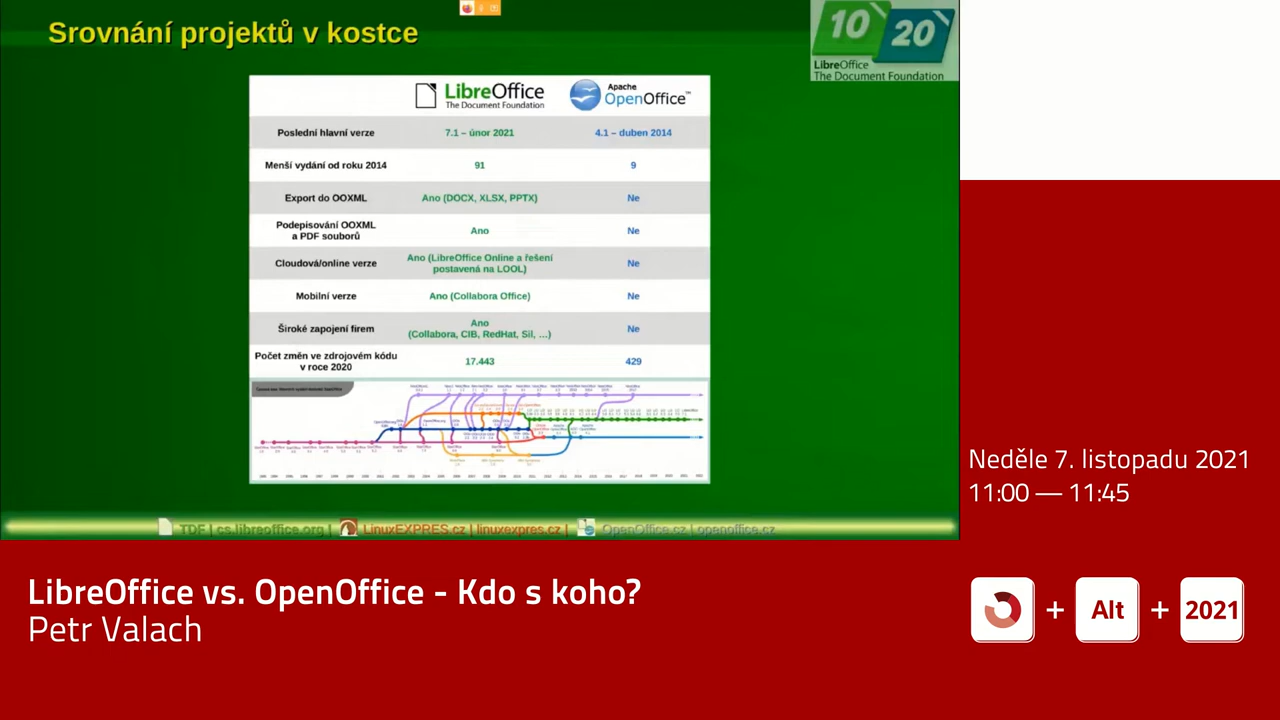 Srovnání projektů v kostce
10 20
LibreOffice
The Document Foundation
LibreOffice
The Document Foundation
Apache
OpenOffice™
Poslední hlavní verze
7.1 – únor 2021
4.1 – duben 2014
Menší vydání od roku 2014
91
9
Export do OOXML
Ano (DOCX, XLSX, PPTX)
Ne
Podepisování OOXML
a PDF souborů
Ano
Ne
Cloudová/online verze
Ano (LibreOffice Online a řešení
postavená na LOOL)
Ne
Mobilní verze
Ano (Collabora Office)
Ne
Široké zapojení firem
Ano
(Collabora, CIB, RedHat, Sil, ...)
Ne
Počet změn ve zdrojovém kódu
v roce 2020
17.443
429
TDF | cs.libreoffice.org |
LinuxEXPRES.cz | linuxexpres.cz |
OpenOffice.cz | openoffice.cz
Neděle 7. listopadu 2021
11:00 — 11:45
LibreOffice vs. OpenOffice - Kdo s koho?
Petr Valach
+ Alt + 2021